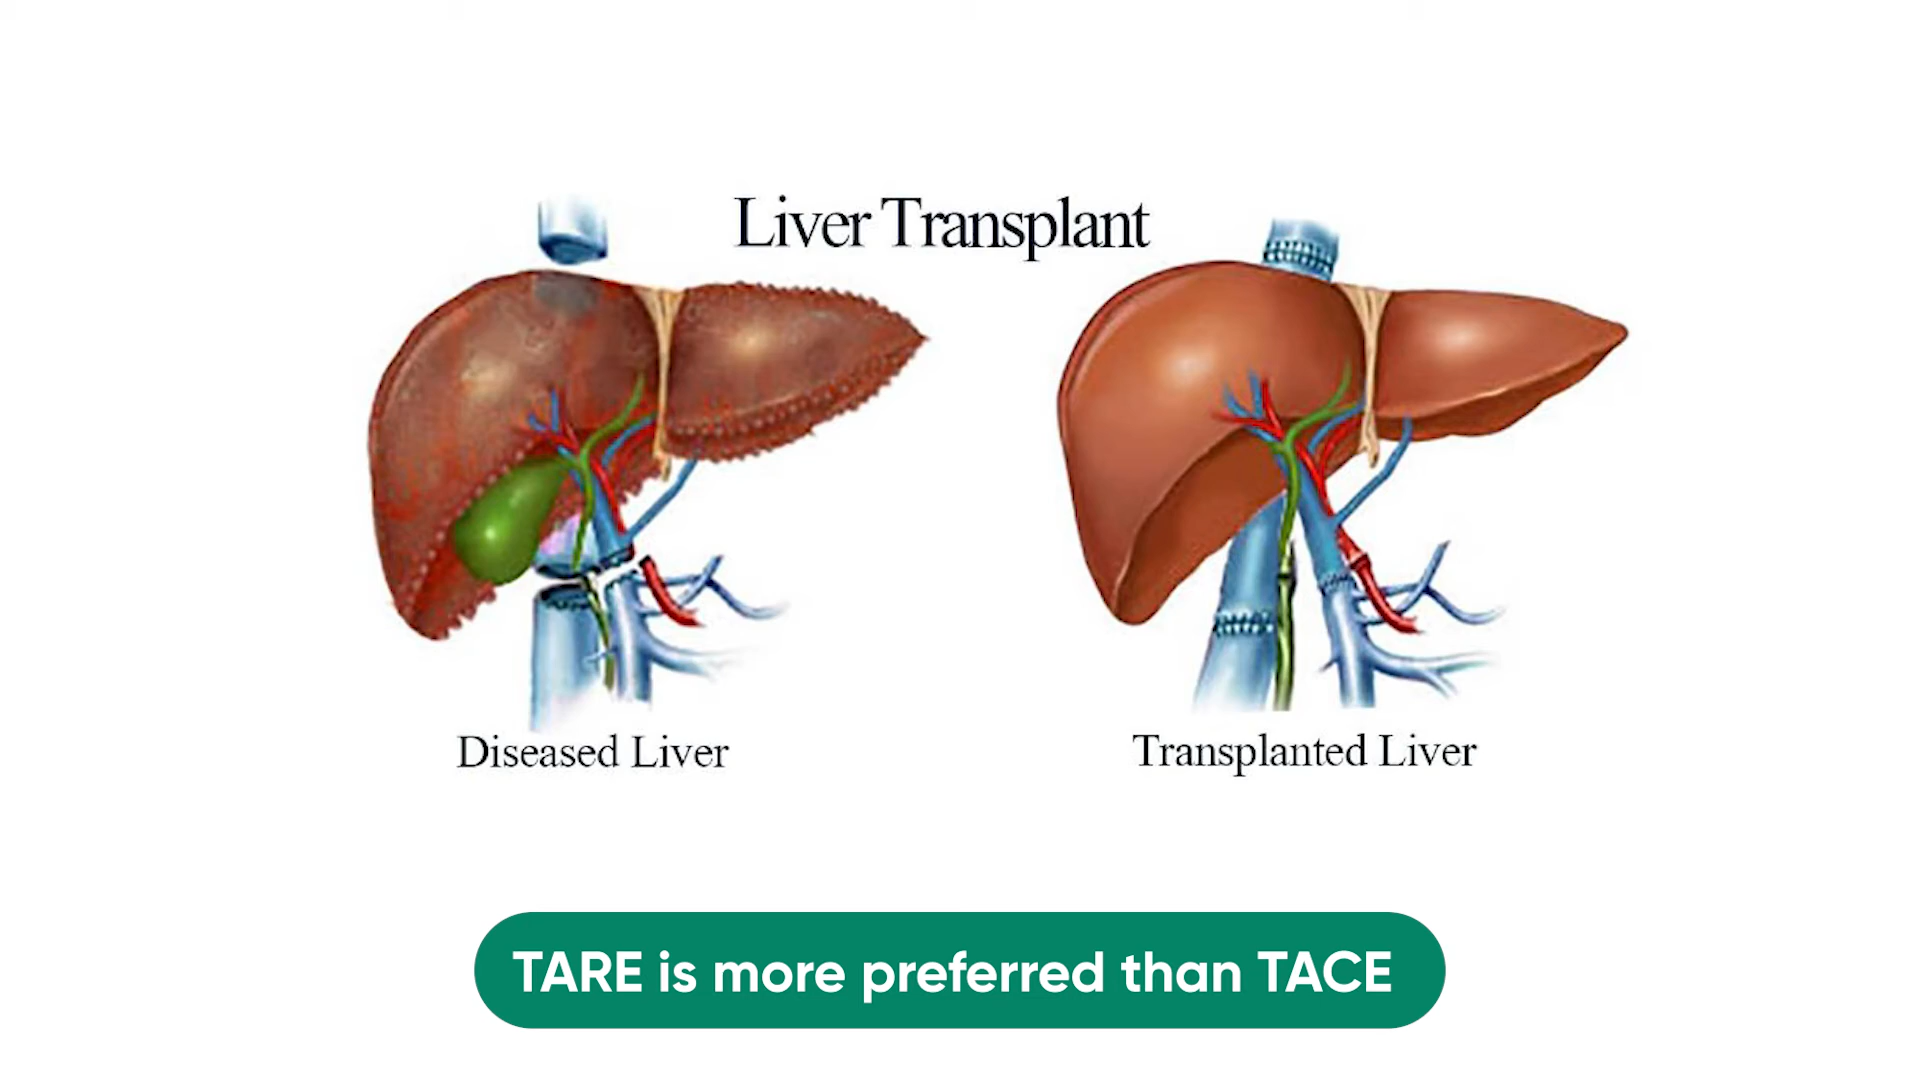 Liver Transplant
Diseased Liver
Transplanted Liver
TARE is more preferred than TACE